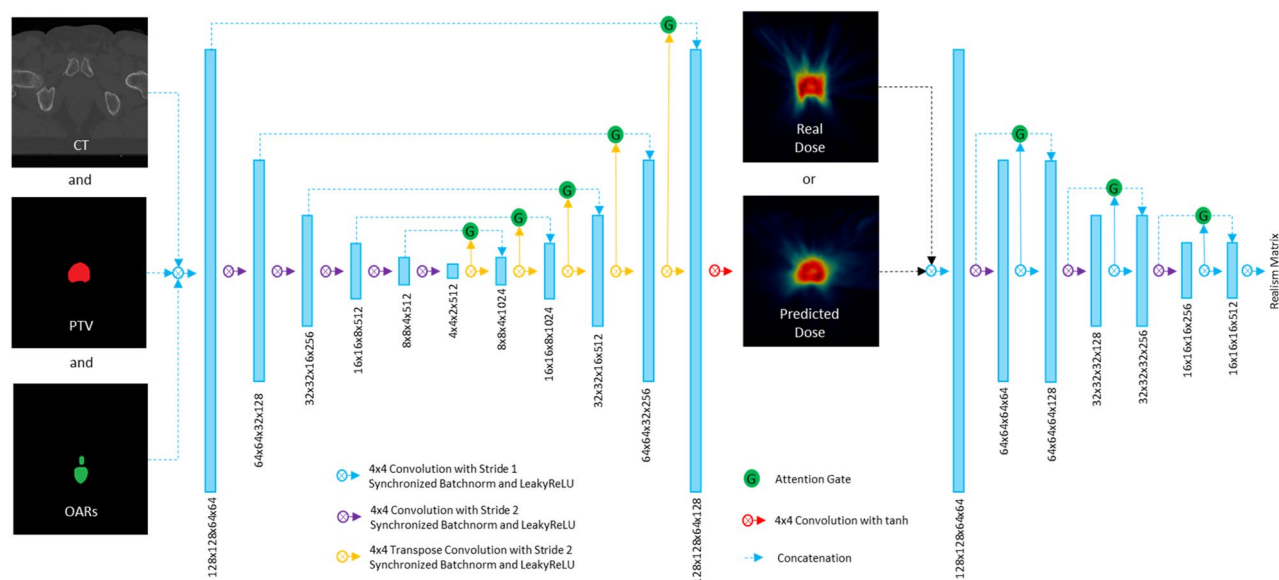 CT
and
PTV
and
OARs
128x128x64x64
64x64x32x128
32x32x16x256
16x16x8x512
8x8x4x512
4x4x2x512
8x8x4x1024
16x16x8x1024
32x32x16x512
64x64x32x256
128x128x64x128
G
G
G
G
G
Real
Dose
or
Predicted
Dose
128x128x64x64
64x64x64x64
64x64x64x128
32x32x32x128
32x32x32x256
16x16x16x256
16x16x16x512
G
G
G
Realism Matrix
4x4 Convolution with Stride 1
Synchronized Batchnorm and LeakyReLU
4x4 Convolution with Stride 2
Synchronized Batchnorm and LeakyReLU
4x4 Transpose Convolution with Stride 2
Synchronized Batchnorm and LeakyReLU
G
Attention Gate
4x4 Convolution with tanh
Concatenation